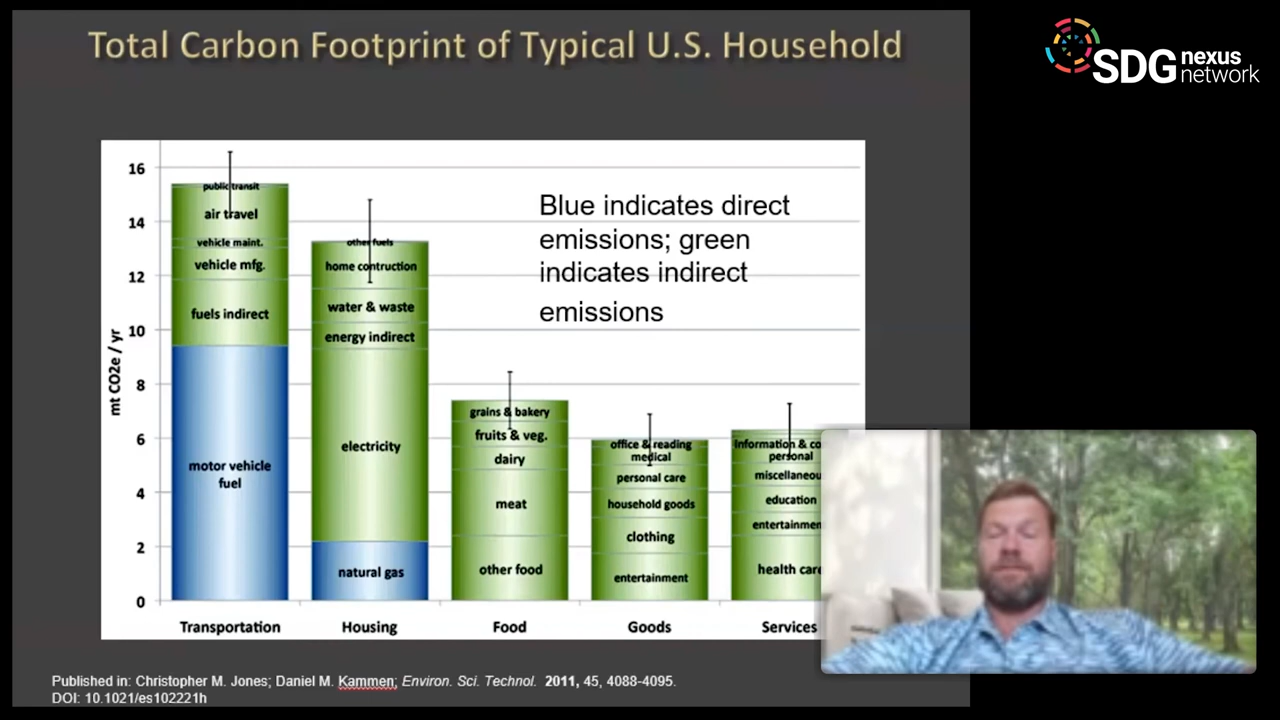 Total Carbon Footprint of Typical U.S. Household
SDG nexus
network
16
14
12
10
8
6
4
2
0
mt CO2e / yr
public transit
air travel
vehicle maint.
vehicle mfg.
fuels indirect
motor vehicle
fuel
Transportation
other fuels
home contruction
water & waste
energy indirect
electricity
natural gas
Housing
grains & bakery
fruits & veg.
dairy
meat
other food
Food
office & reading
medical
personal care
household goods
clothing
entertainment
Goods
Information & co
personal
miscellaneou
education
entertainmen
health care
Services
Blue indicates direct
emissions; green
indicates indirect
emissions
Published in: Christopher M. Jones; Daniel M. Kammen; Environ. Sci. Technol. 2011, 45, 4088-4095.
DOI: 10.1021/es102221h